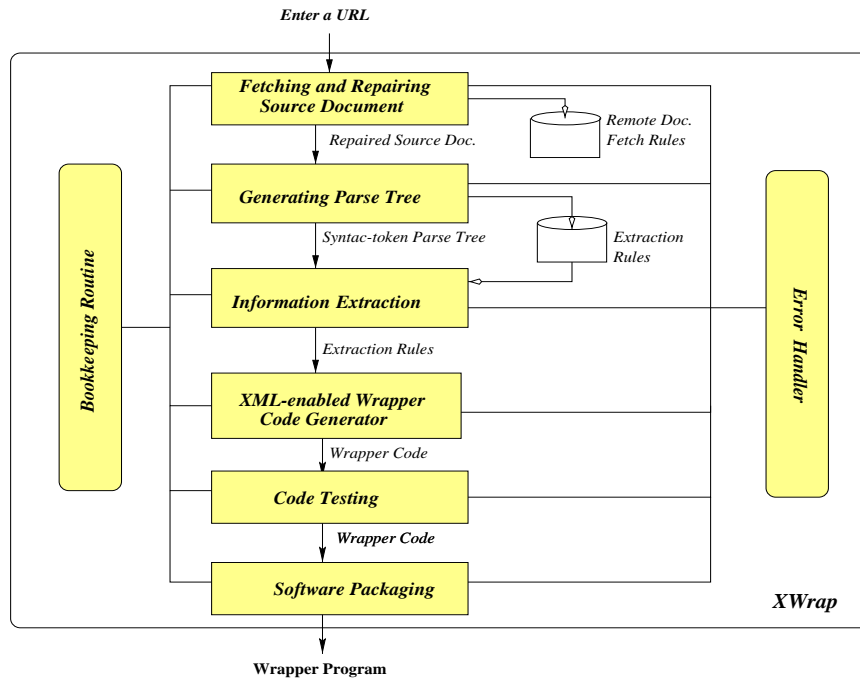 Enter a URL
Fetching and Repairing
Source Document
Remote Doc.
Fetch Rules
Repaired Source Doc.
Generating Parse Tree
Syntac-token Parse Tree
Extraction
Rules
Information Extraction
Extraction Rules
XML-enabled Wrapper
Code Generator
Wrapper Code
Code Testing
Wrapper Code
Software Packaging
Bookkeeping Routine
Error Handler
XWrap
Wrapper Program